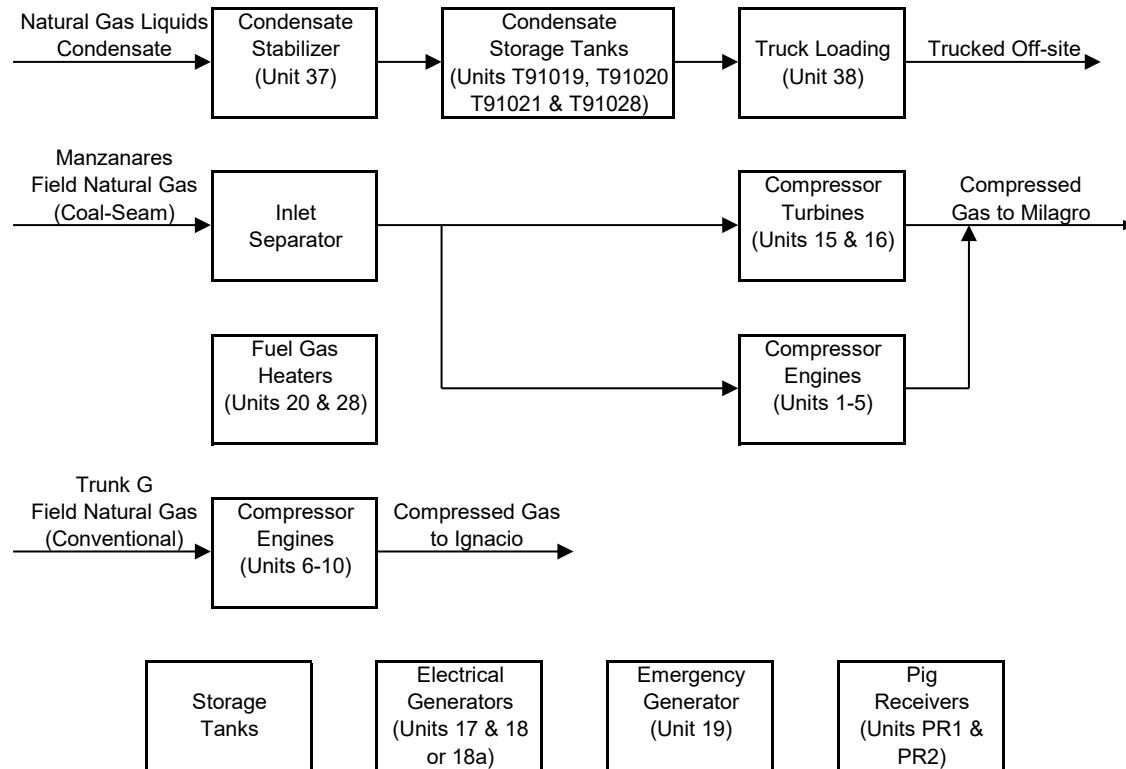 Natural Gas Liquids
Condensate
Condensate
Stabilizer
(Unit 37)
Condensate
Storage Tanks
(Units T91019, T91020
T91021 & T91028)
Truck Loading
(Unit 38)
Trucked Off-site
Manzanares
Field Natural Gas
(Coal-Seam)
Inlet
Separator
Compressor
Turbines
(Units 15 & 16)
Compressed
Gas to Milagro
Fuel Gas
Heaters
(Units 20 & 28)
Compressor
Engines
(Units 1-5)
Trunk G
Field Natural Gas
(Conventional)
Compressor
Engines
(Units 6-10)
Compressed Gas
to Ignacio
Storage
Tanks
Electrical
Generators
(Units 17 & 18
or 18a)
Emergency
Generator
(Unit 19)
Pig
Receivers
(Units PR1 &
PR2)